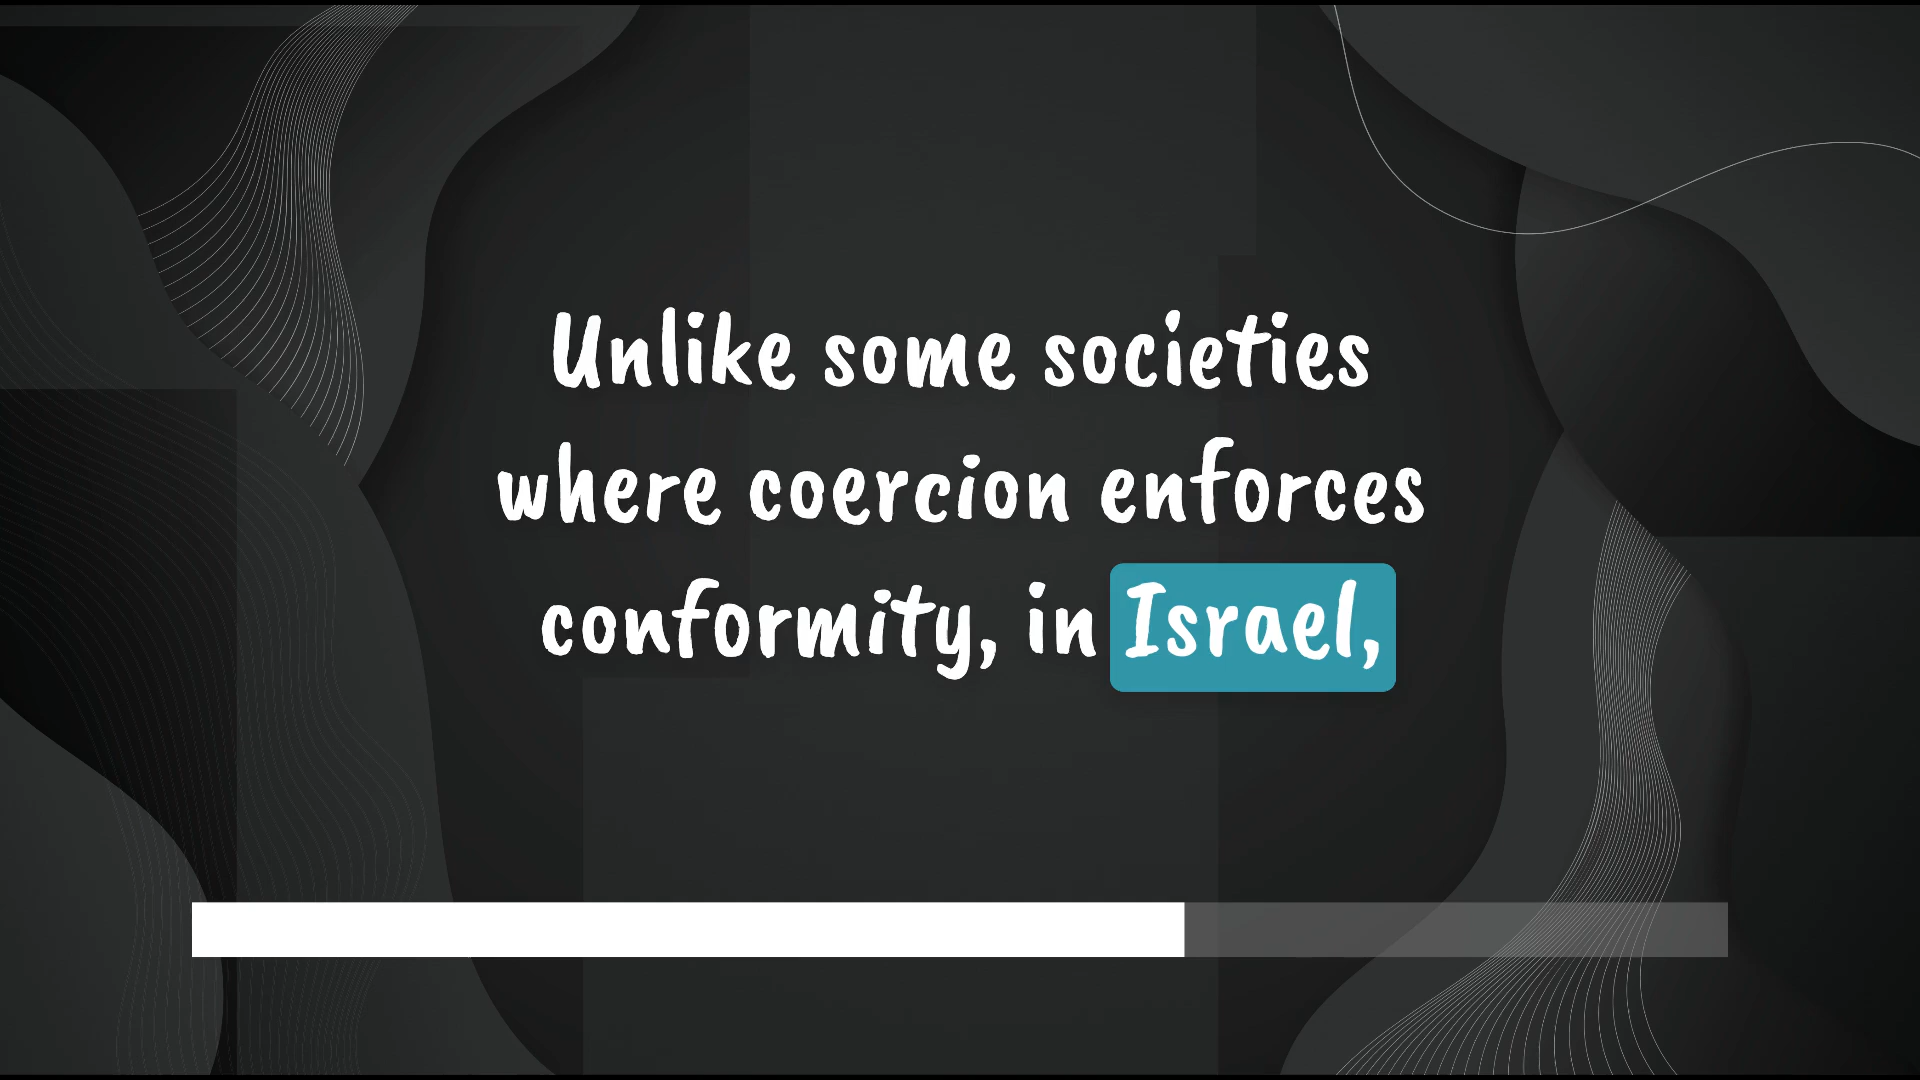 Unlike some societies
where coercion enforces
conformity, in Israel,